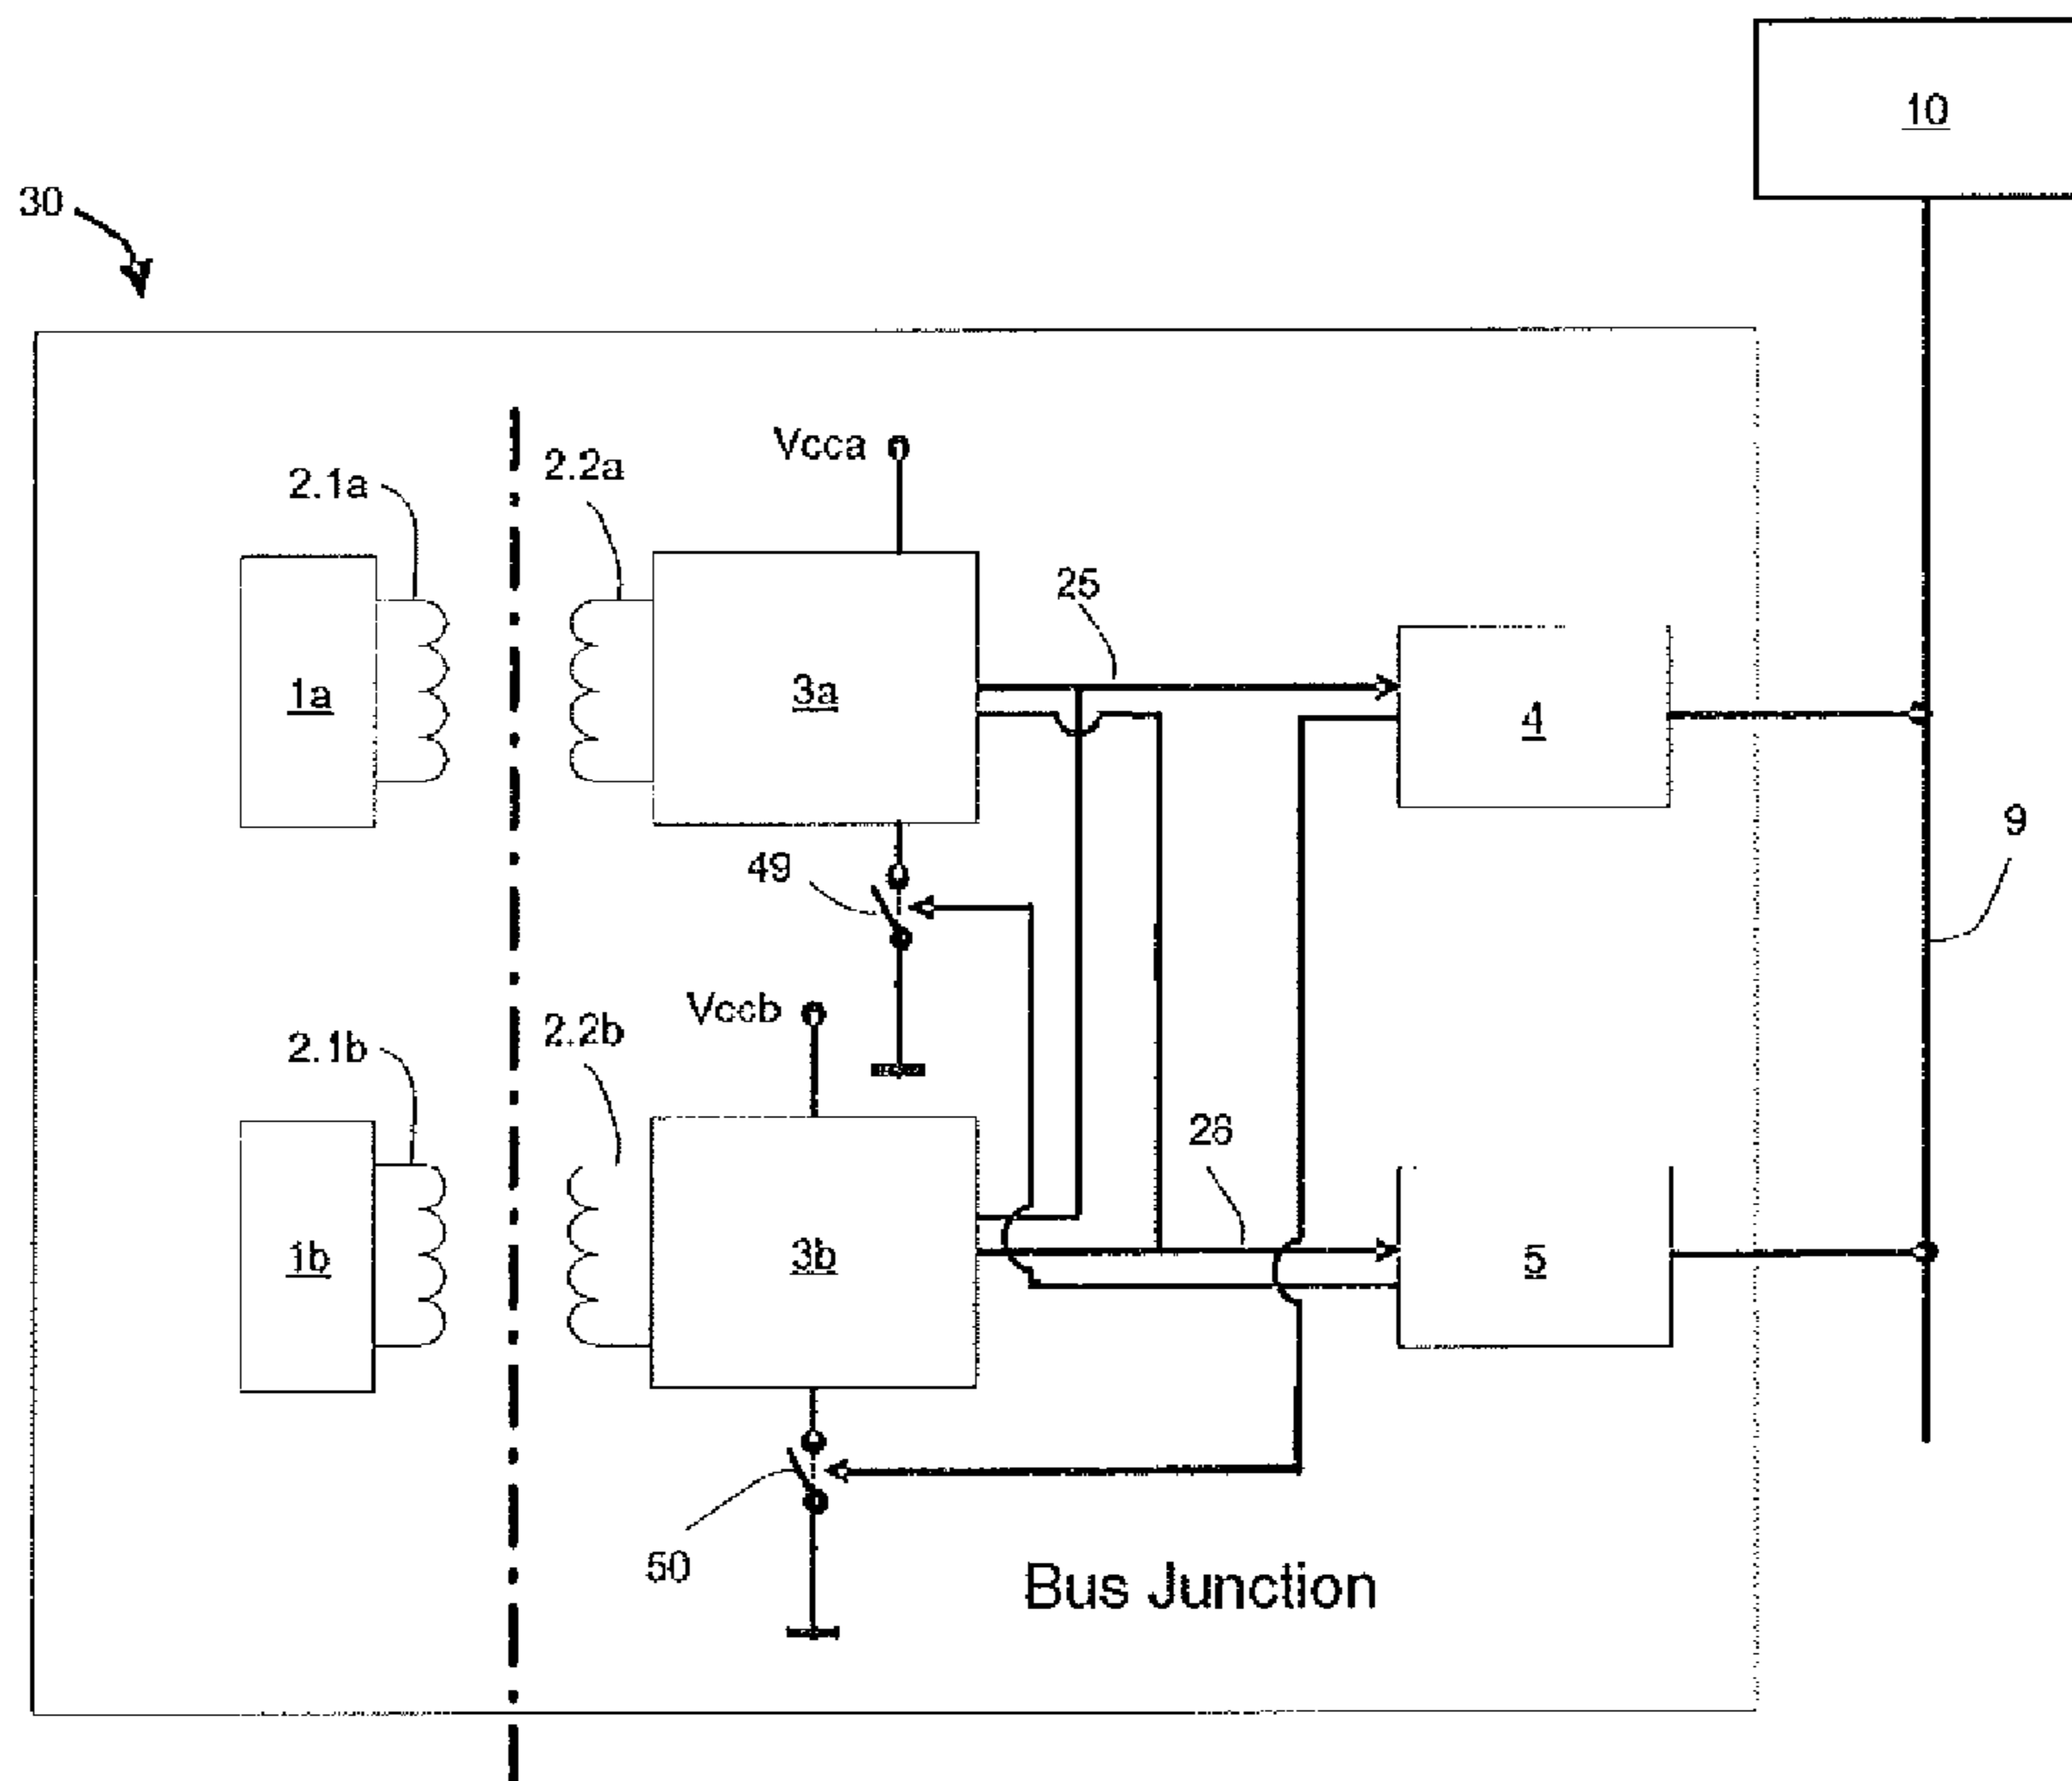 10
30
Vcca
2.1a
2.2a
25
1a
3a
4
49
9
Vccb
2.1b
2.2b
26
1b
3b
5
50
Bus Junction